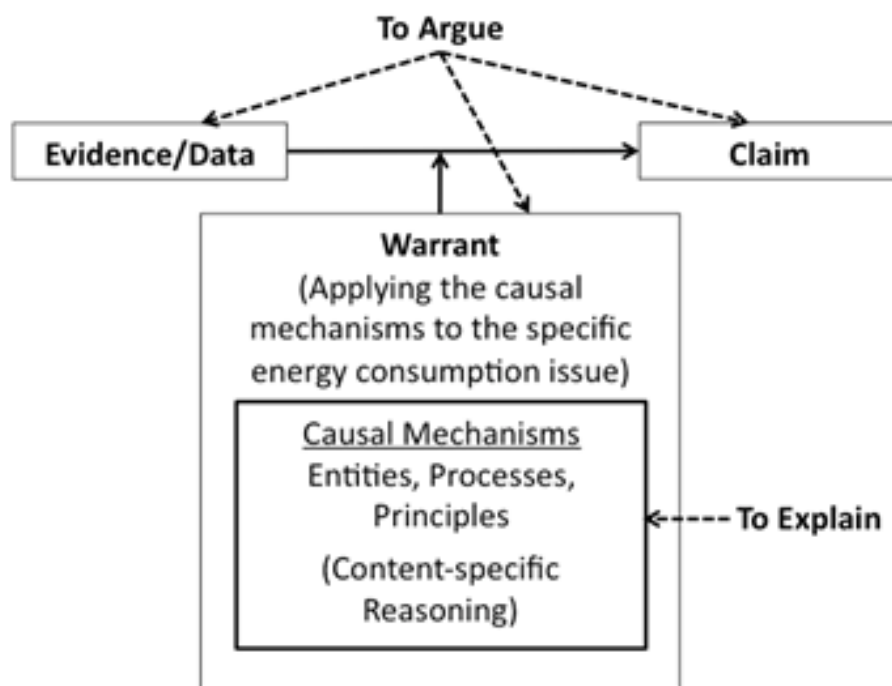 To Argue
Evidence/Data
Claim
Warrant
(Applying the causal
mechanisms to the specific
energy consumption issue)
Causal Mechanisms
Entities, Processes,
Principles
(Content-specific
Reasoning)
To Explain